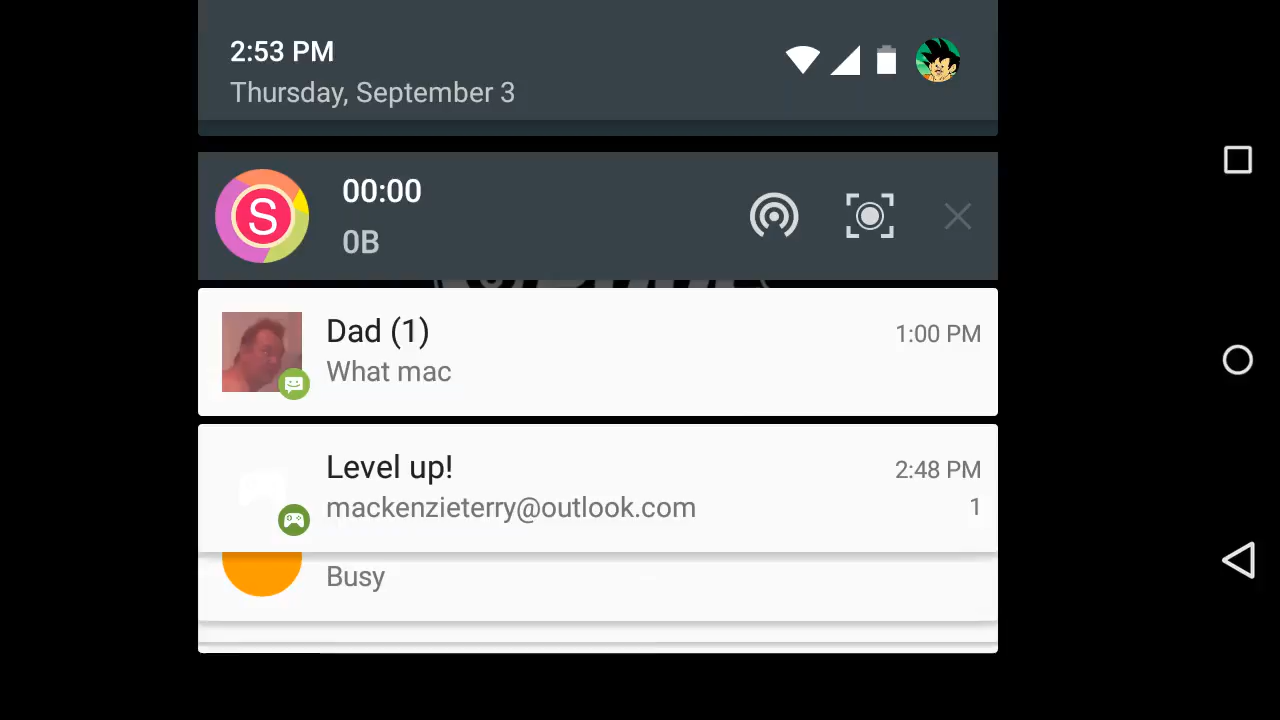 2:53 PM
Thursday, September 3
S
00:00
0B
Dad (1)
1:00 PM
What mac
Level up!
2:48 PM
mackenzieterry@outlook.com
1
Busy